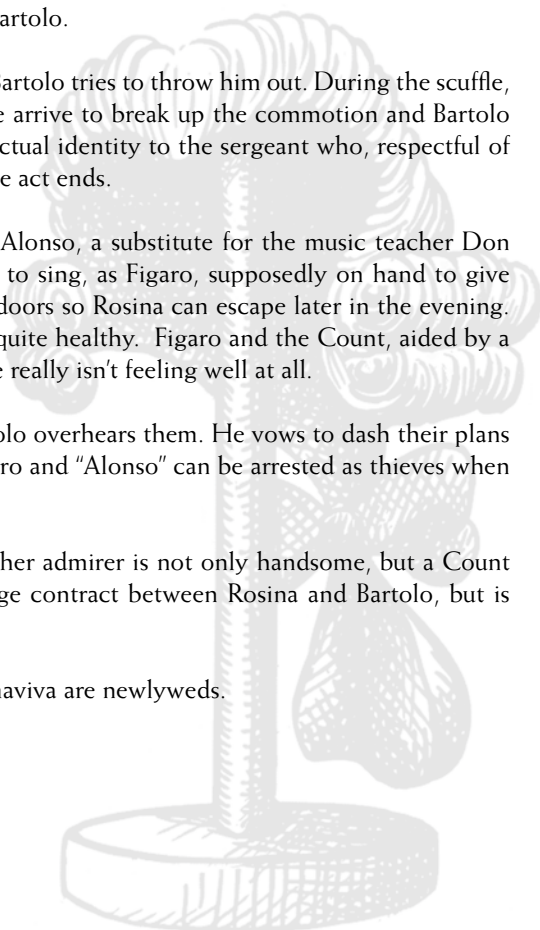 artolo.
Bartolo tries to throw him out. During the scuffle,
e arrive to break up the commotion and Bartolo
ctual identity to the sergeant who, respectful of
e act ends.
Alonso, a substitute for the music teacher Don
to sing, as Figaro, supposedly on hand to give
doors so Rosina can escape later in the evening.
quite healthy. Figaro and the Count, aided by a
e really isn’t feeling well at all.
olo overhears them. He vows to dash their plans
ro and “Alonso” can be arrested as thieves when
her admirer is not only handsome, but a Count
ge contract between Rosina and Bartolo, but is
naviva are newlyweds.